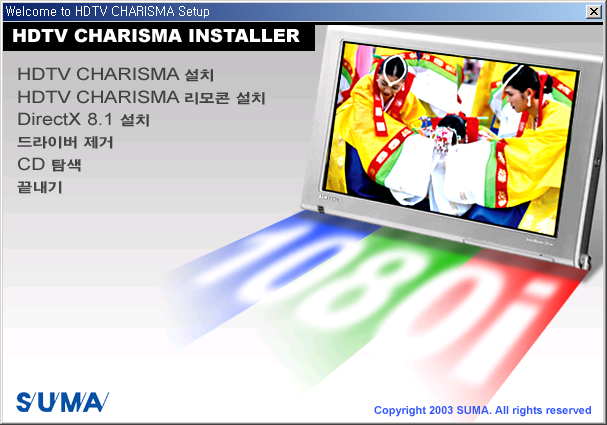 Welcome to HDTV CHARISMA Setup
HDTV CHARISMA INSTALLER
HDTV CHARISMA 설치
HDTV CHARISMA 리모콘 설치
DirectX 8.1 설치
드라이버 제거
CD 탐색
끝내기
1080i
SUMA
Copyright 2003 SUMA. All rights reserved